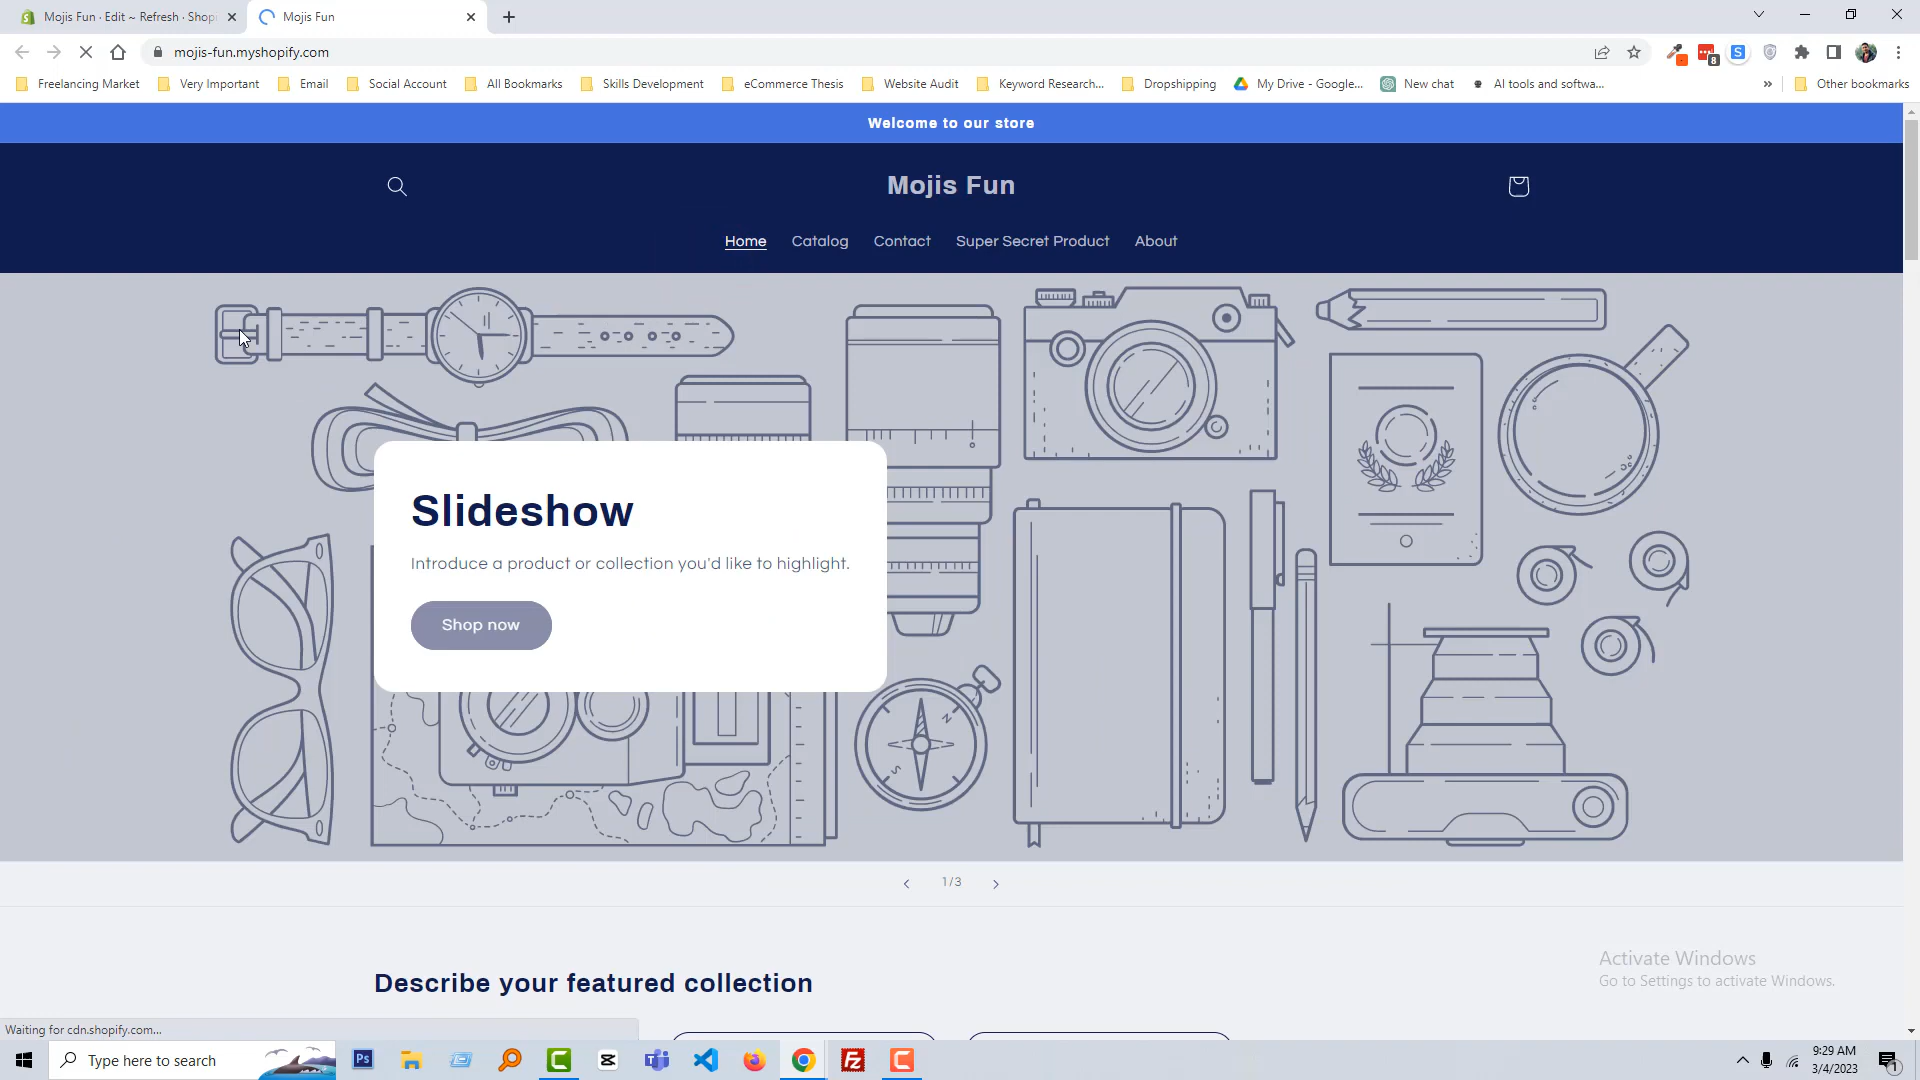 Mojis Fun · Edit ~ Refresh · Shop
Mojis Fun
mojis-fun.myshopify.com
8
Freelancing Market
Very Important
Email
Social Account
All Bookmarks
Skills Development
eCommerce Thesis
Website Audit
Keyword Research...
Dropshipping
My Drive - Google...
New chat
AI tools and softwa...
Other bookmarks
Welcome to our store
Mojis Fun
Home
Catalog
Contact
Super Secret Product
About
Slideshow
Introduce a product or collection you'd like to highlight.
Shop now
N
S
1/3
Describe your featured collection
Activate Windows
Go to Settings to activate Windows.
Waiting for cdn.shopify.com...
Type here to search
Ps
9:29 AM
3/4/2023
1